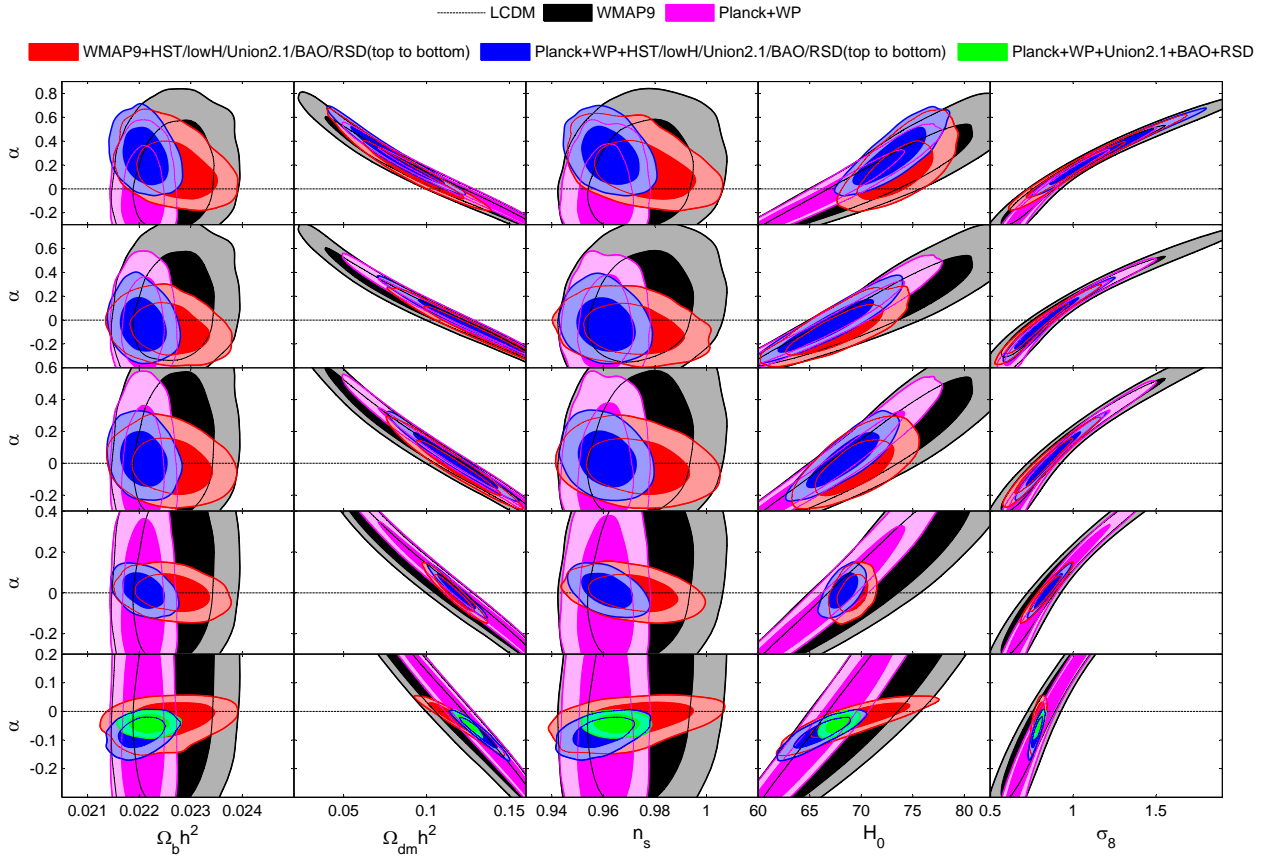 LCDM WMAP9 Planck+WP
WMAP9+HST/lowH/Union2.1/BAO/RSD(top to bottom) Planck+WP+HST/lowH/Union2.1/BAO/RSD(top to bottom) Planck+WP+Union2.1+BAO+RSD
0.8
0.6
0.4
α
0.2
0
-0.2
0.6
0.4
α
0.2
0
-0.2
0.6
0.4
0.2
α
0
-0.2
0.4
0.2
α
0
-0.2
0.2
0.1
0
α
-0.1
-0.2
0.021 0.022 0.023 0.024 0.05 0.1 0.15 0.94 0.96 0.98 1 60 65 70 75 80 0.5 1 1.5
Ω_b h² Ω_dm h² n_s H_0 σ_8